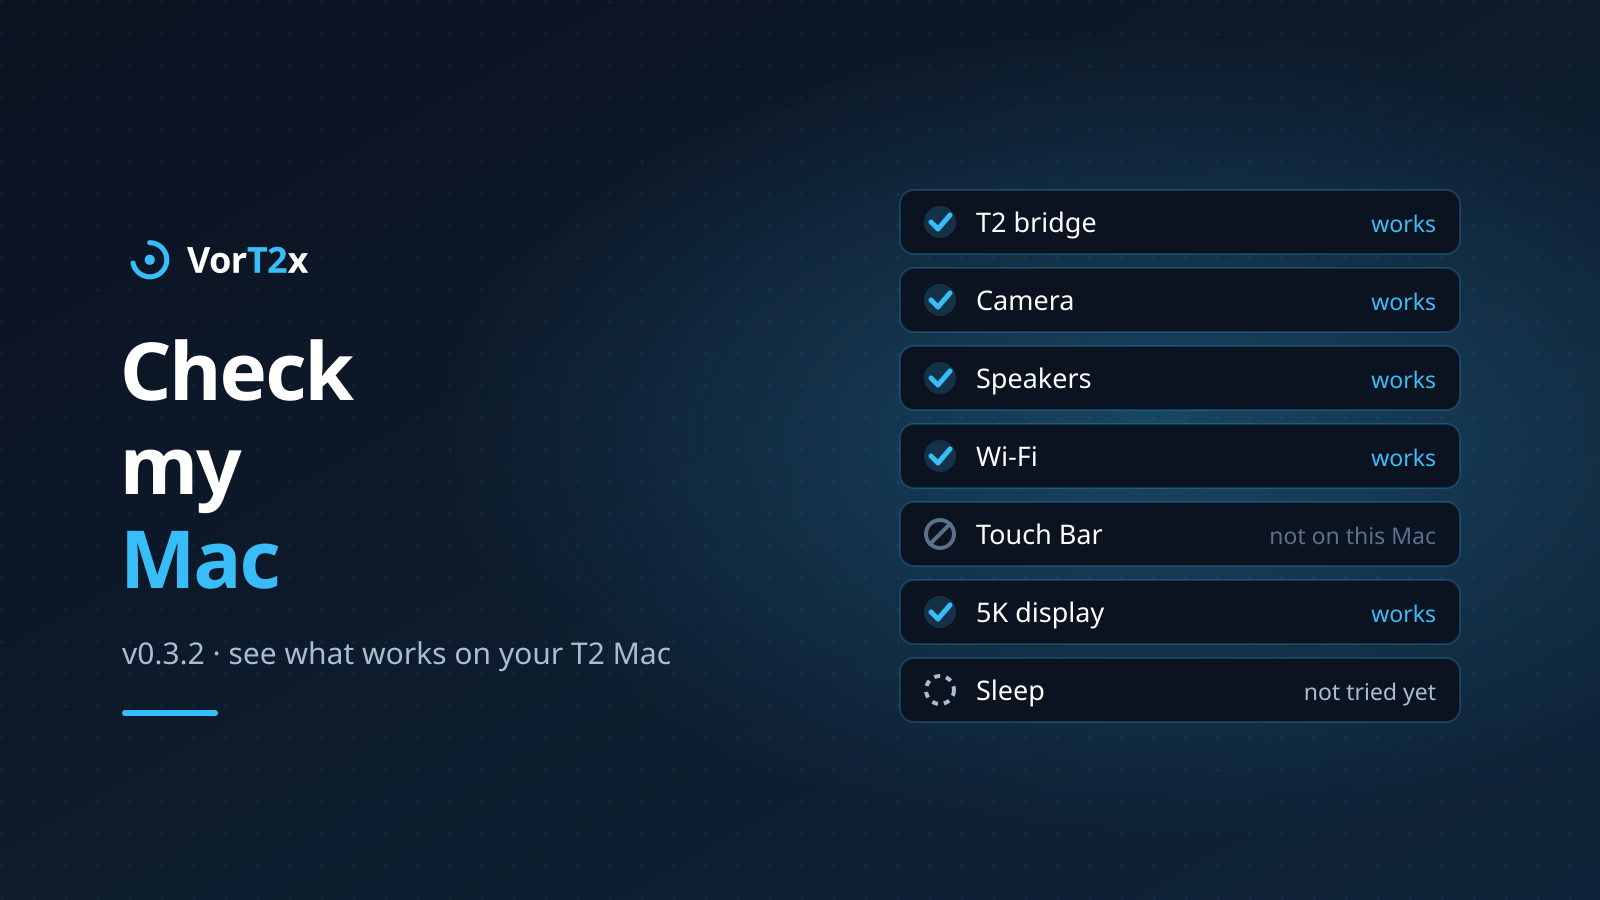 VorT2x
Check
my
Mac
v0.3.2 · see what works on your T2 Mac
T2 bridge works
Camera works
Speakers works
Wi-Fi works
Touch Bar not on this Mac
5K display works
Sleep not tried yet